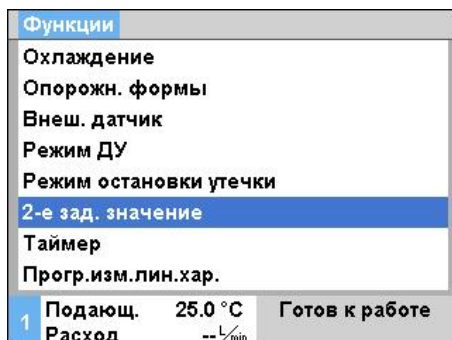 Функции
Охлаждение
Опорожн. формы
Внеш. датчик
Режим ДУ
Режим остановки утечки
2-е зад. значение
Таймер
Прогр.изм.лин.хар.
1 Подающ. 25.0 °C Готов к работе
Расход --L/min